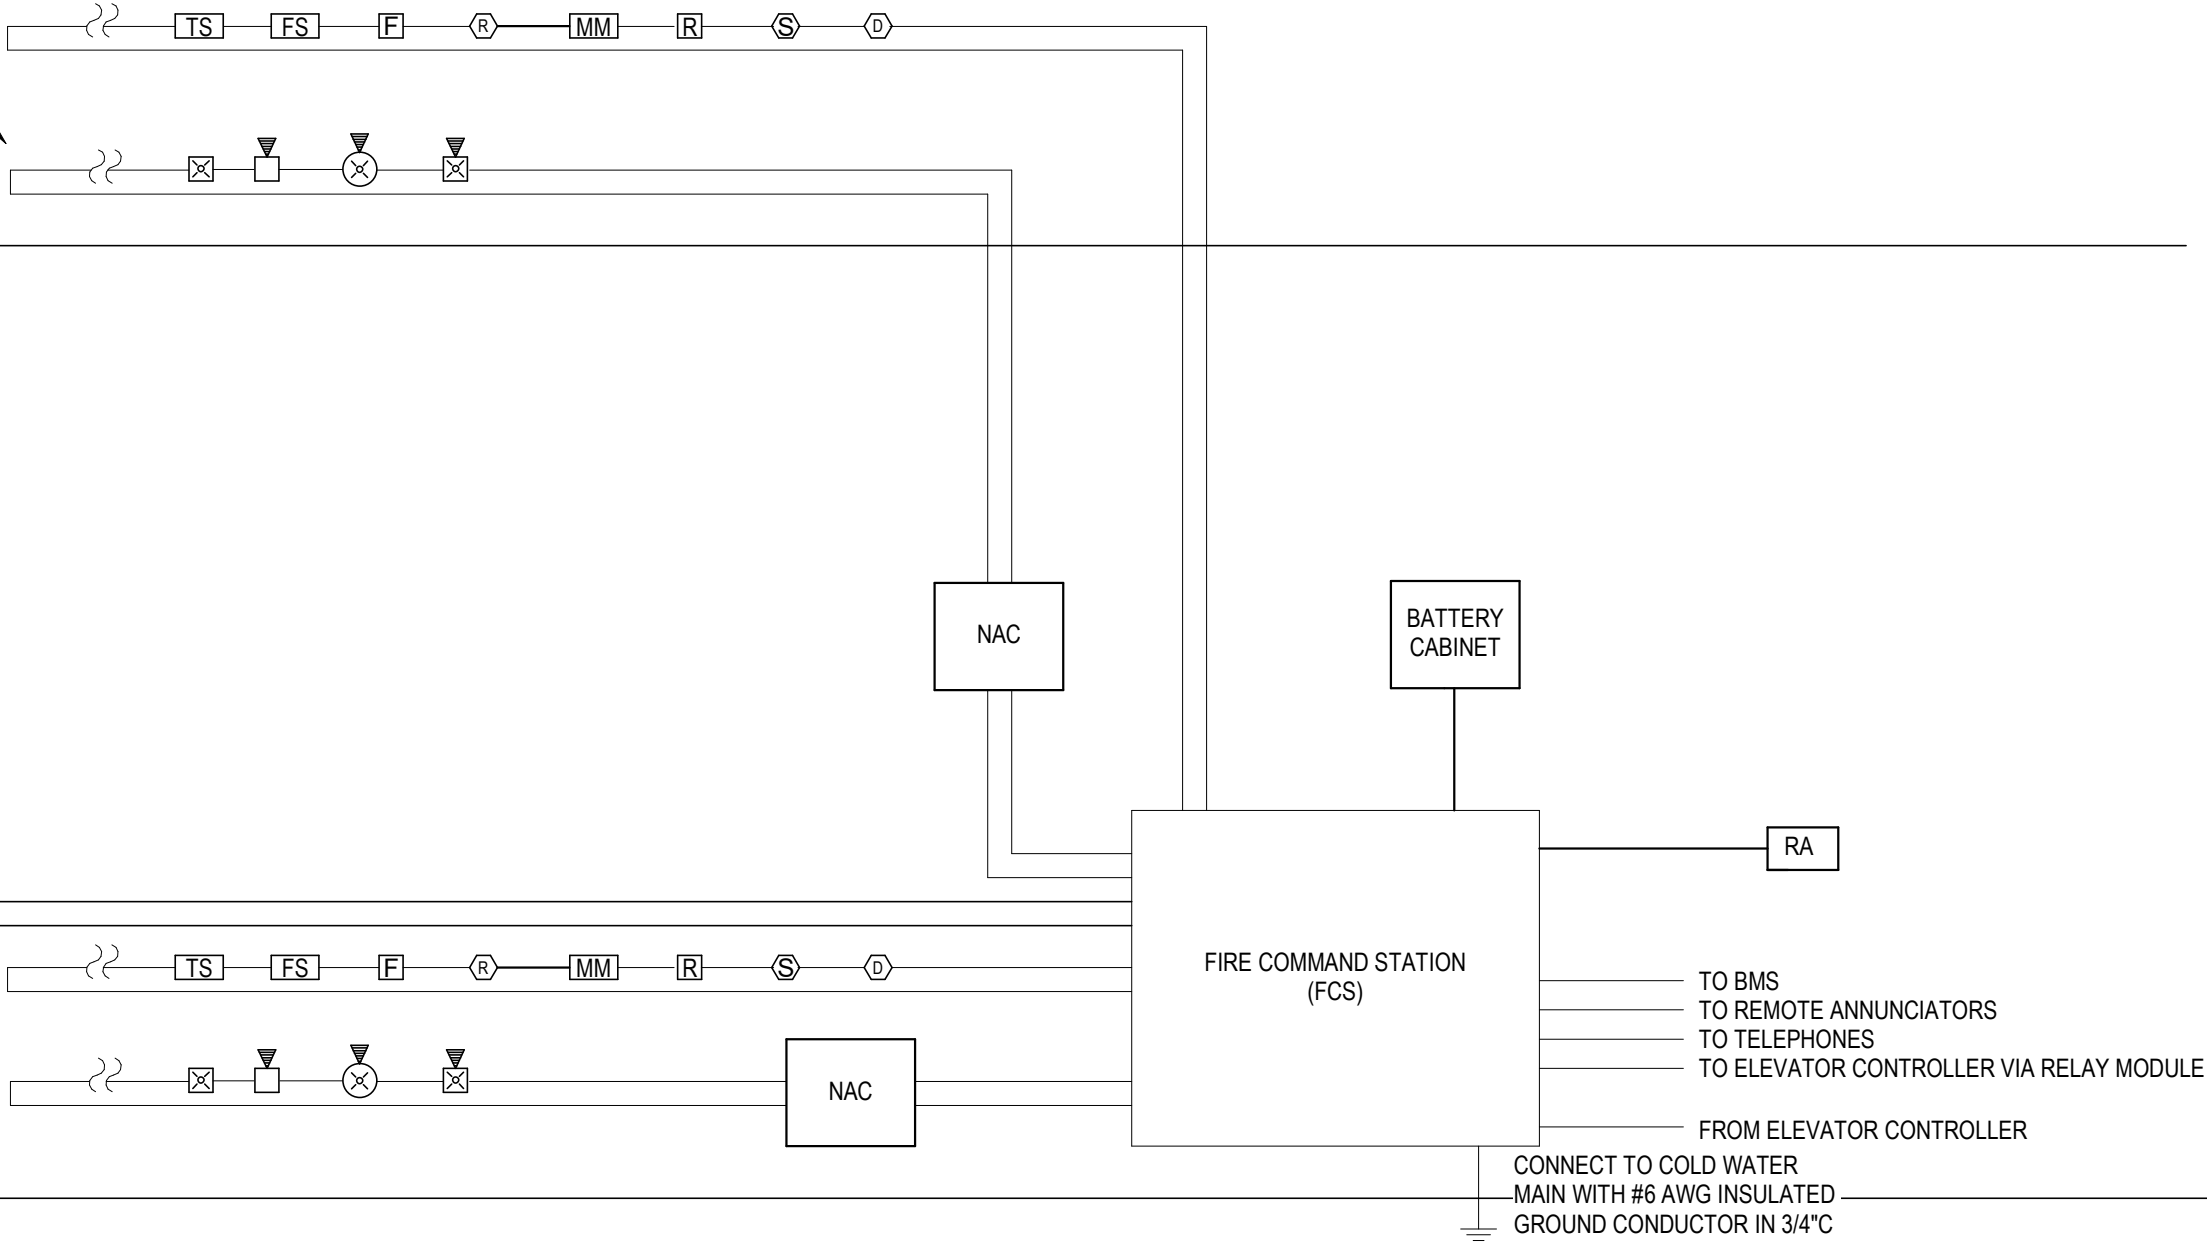 TS FS F R MM R S D
NAC
BATTERY
CABINET
RA
FIRE COMMAND STATION
(FCS)
TS FS F R MM R S D
TO BMS
TO REMOTE ANNUNCIATORS
TO TELEPHONES
TO ELEVATOR CONTROLLER VIA RELAY MODULE
NAC
FROM ELEVATOR CONTROLLER
CONNECT TO COLD WATER
MAIN WITH #6 AWG INSULATED
GROUND CONDUCTOR IN 3/4"C